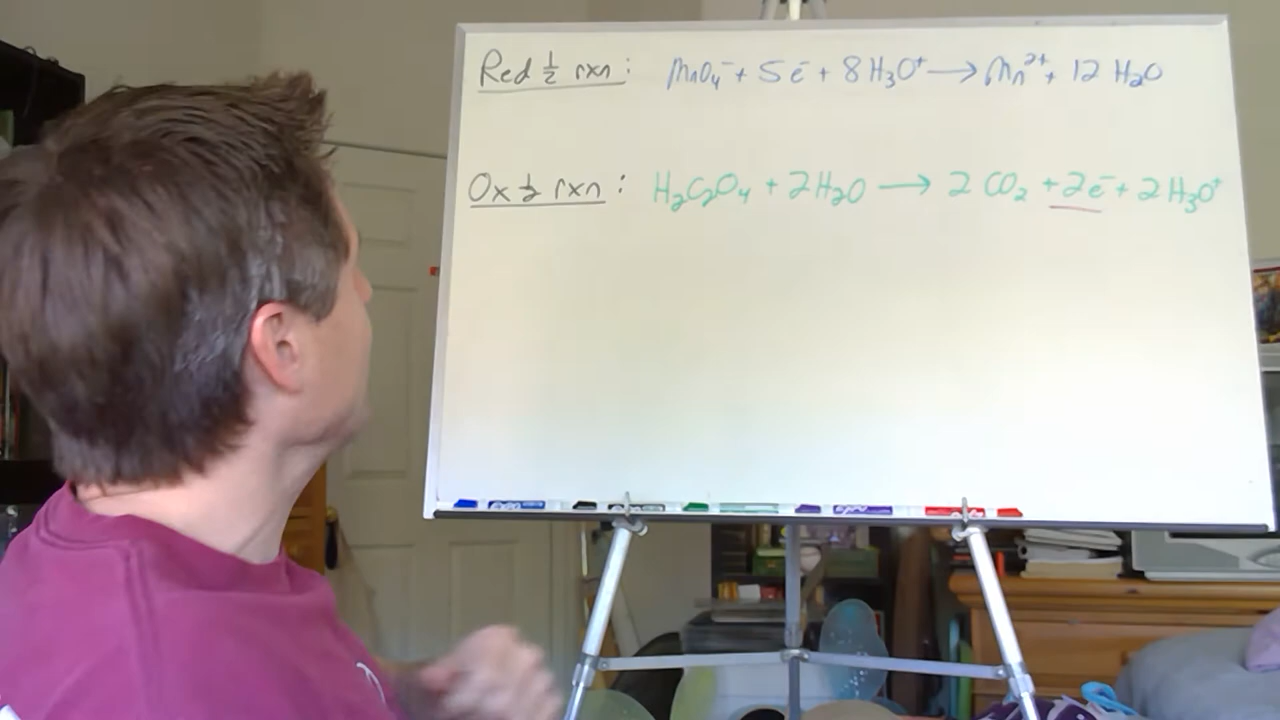 Red ½ rxn: MnO₄⁻ + 5e⁻ + 8H₃O⁺ → Mn²⁺ + 12 H₂O
Ox ½ rxn: H₂C₂O₄ + 2H₂O → 2 CO₂ + 2e⁻ + 2H₃O⁺